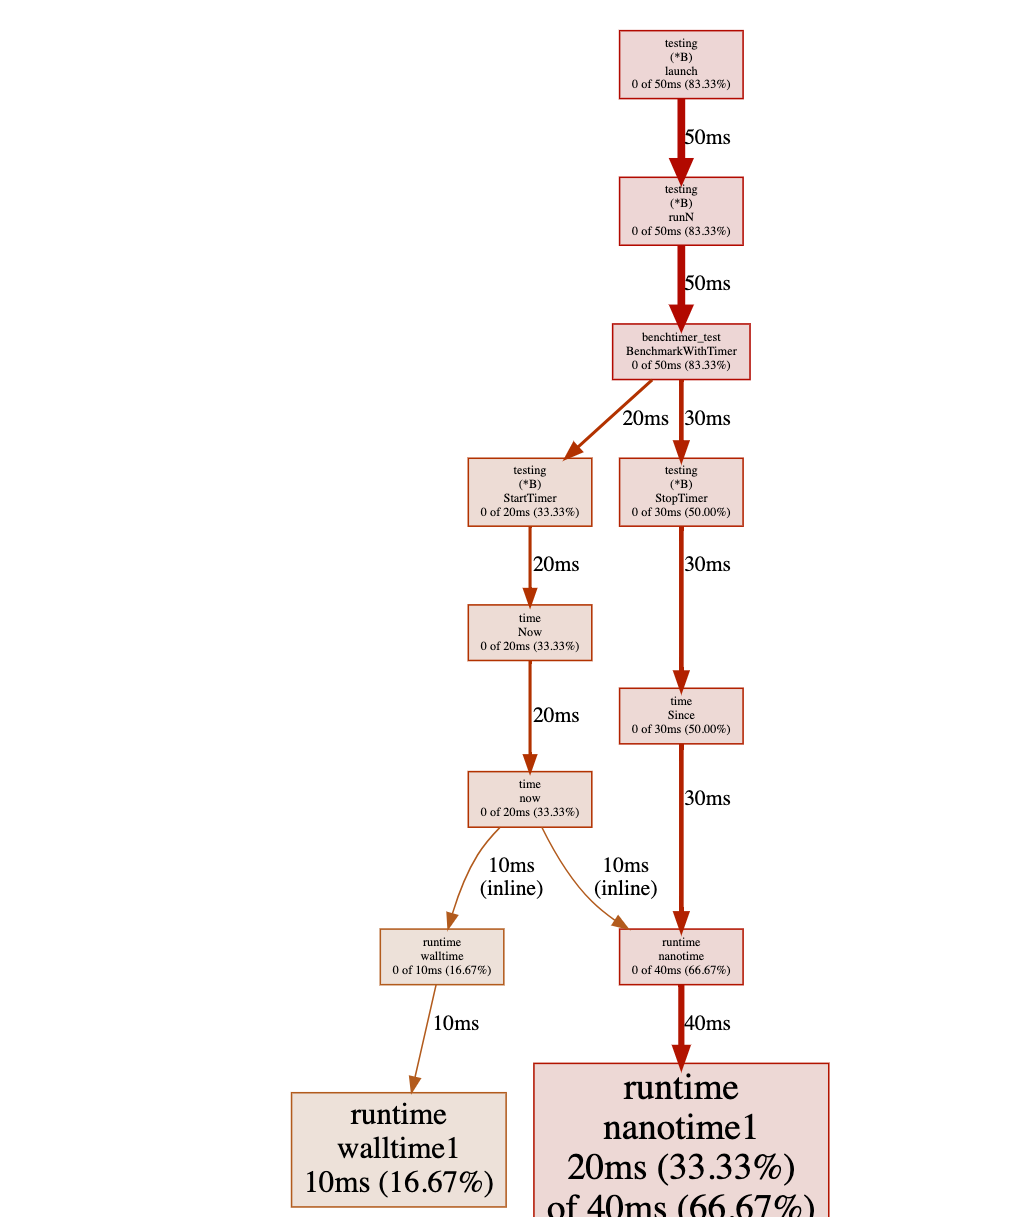 testing
(*B)
launch
0 of 50ms (83.33%)
50ms
testing
(*B)
runN
0 of 50ms (83.33%)
50ms
benchtimer_test
BenchmarkWithTimer
0 of 50ms (83.33%)
20ms
30ms
testing
(*B)
StartTimer
0 of 20ms (33.33%)
testing
(*B)
StopTimer
0 of 30ms (50.00%)
20ms
30ms
time
Now
0 of 20ms (33.33%)
20ms
time
Since
0 of 30ms (50.00%)
time
now
0 of 20ms (33.33%)
30ms
10ms
(inline)
10ms
(inline)
runtime
walltime
0 of 10ms (16.67%)
runtime
nanotime
0 of 40ms (66.67%)
10ms
40ms
runtime
walltime1
10ms (16.67%)
runtime
nanotime1
20ms (33.33%)
of 40ms (66.67%)